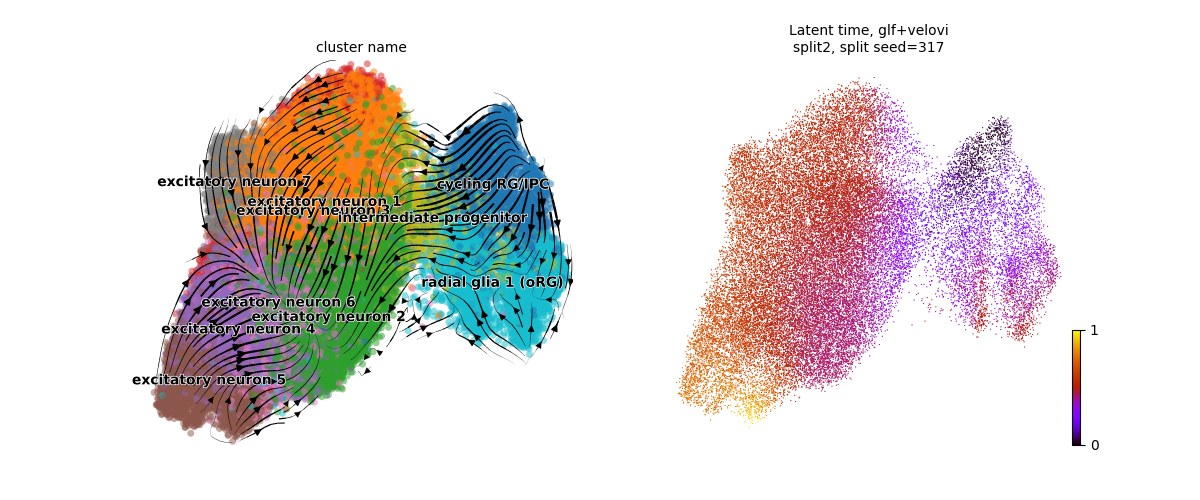 cluster name
excitatory neuron 7
excitatory neuron 1
excitatory neuron 3
cycling RG/IPC
intermediate progenitor
radial glia 1 (oRG)
excitatory neuron 6
excitatory neuron 2
excitatory neuron 4
excitatory neuron 5
Latent time, glf+velovi
split2, split seed=317
1
0